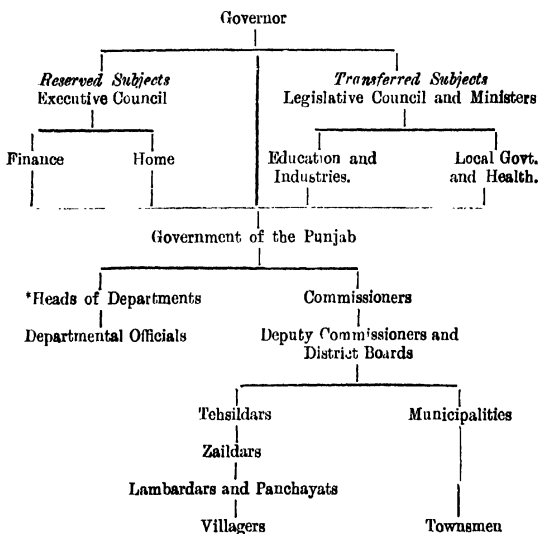 Governor
Reserved Subjects
Executive Council
Transferred Subjects
Legislative Council and Ministers
Finance
Home
Education and
Industries.
Local Govt.
and Health.
Government of the Punjab
*Heads of Departments
Commissioners
Departmental Officials
Deputy Commissioners and
District Boards
Tehsildars
Municipalities
Zaildars
Lambardars and Panchayats
Villagers
Townsmen